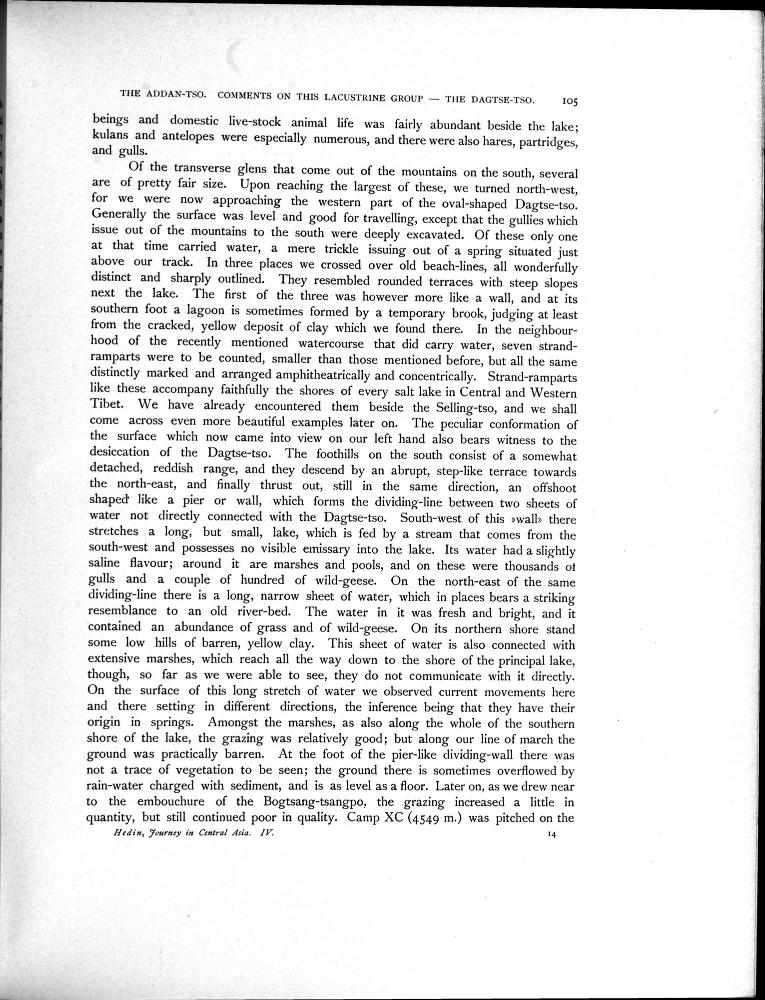 THE ADDAN-TSO. COMMENTS ON THIS LACUSTRINE GROUP — THE DAGTSE-TSO. 105
beings and domestic live-stock animal life was fairly abundant beside the lake;
kulans and antelopes were especially numerous, and there were also hares, partridges,
and gulls.
Of the transverse glens that come out of the mountains on the south, several
are of pretty fair size. Upon reaching the largest of these, we turned north-west,
for we were now approaching the western part of the oval-shaped Dagtse-tso.
Generally the surface was level and good for travelling, except that the gullies which
issue out of the mountains to the south were deeply excavated. Of these only one
at that time carried water, a mere trickle issuing out of a spring situated just
above our track. In three places we crossed over old beach-lines, all wonderfully
distinct and sharply outlined. They resembled rounded terraces with steep slopes
next the lake. The first of the three was however more like a wall, and at its
southern foot a lagoon is sometimes formed by a temporary brook, judging at least
from the cracked, yellow deposit of clay which we found there. In the neighbour-
hood of the recently mentioned watercourse that did carry water, seven strand-
ramparts were to be counted, smaller than those mentioned before, but all the same
distinctly marked and arranged amphitheatrically and concentrically. Strand-ramparts
like these accompany faithfully the shores of every salt lake in Central and Western
Tibet. We have already encountered them beside the Selling-tso, and we shall
come across even more beautiful examples later on. The peculiar conformation of
the surface which now came into view on our left hand also bears witness to the
desiccation of the Dagtse-tso. The foothills on the south consist of a somewhat
detached, reddish range, and they descend by an abrupt, step-like terrace towards
the north-east, and finally thrust out, still in the same direction, an offshoot
shaped like a pier or wall, which forms the dividing-line between two sheets of
water not directly connected with the Dagtse-tso. South-west of this »wall» there
stretches a long, but small, lake, which is fed by a stream that comes from the
south-west and possesses no visible emissary into the lake. Its water had a slightly
saline flavour; around it are marshes and pools, and on these were thousands of
gulls and a couple of hundred of wild-geese. On the north-east of the same
dividing-line there is a long, narrow sheet of water, which in places bears a striking
resemblance to an old river-bed. The water in it was fresh and bright, and it
contained an abundance of grass and of wild-geese. On its northern shore stand
some low hills of barren, yellow clay. This sheet of water is also connected with
extensive marshes, which reach all the way down to the shore of the principal lake,
though, so far as we were able to see, they do not communicate with it directly.
On the surface of this long stretch of water we observed current movements here
and there setting in different directions, the inference being that they have their
origin in springs. Amongst the marshes, as also along the whole of the southern
shore of the lake, the grazing was relatively good; but along our line of march the
ground was practically barren. At the foot of the pier-like dividing-wall there was
not a trace of vegetation to be seen; the ground there is sometimes overflowed by
rain-water charged with sediment, and is as level as a floor. Later on, as we drew near
to the embouchure of the Bogtsang-tsangpo, the grazing increased a little in
quantity, but still continued poor in quality. Camp XC (4549 m.) was pitched on the
Hedin, Journey in Central Asia. IV. 14